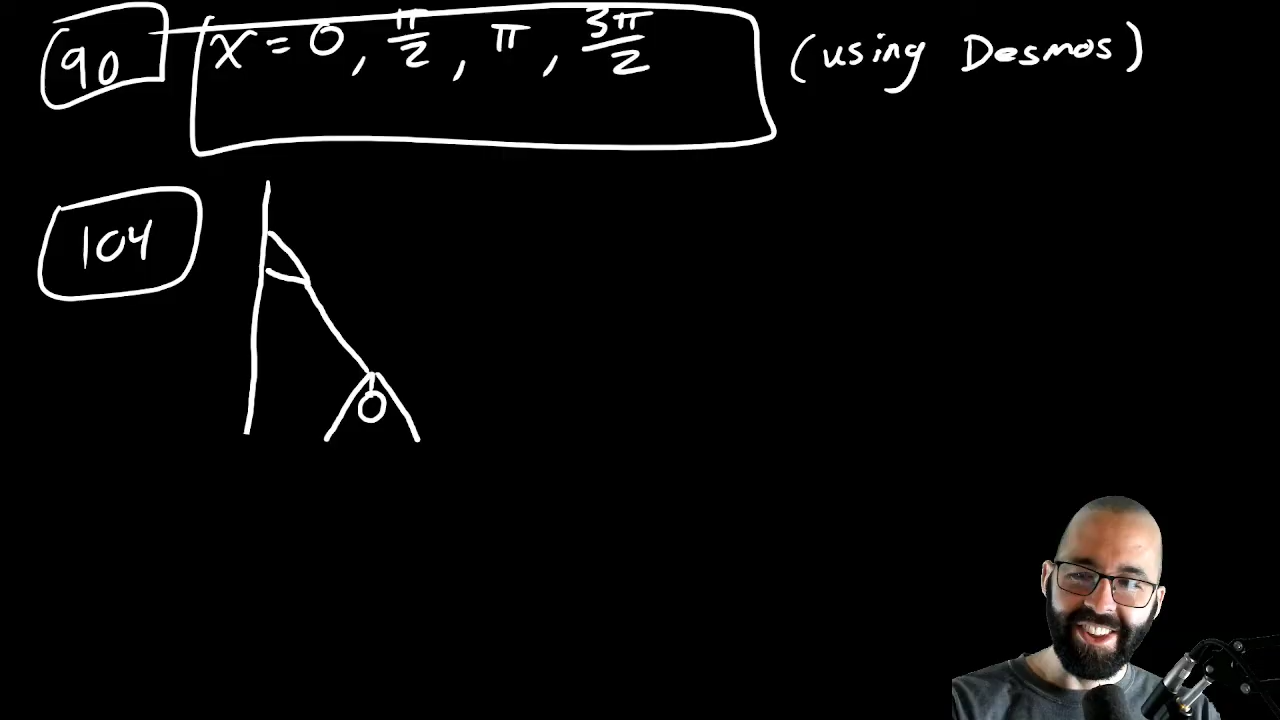 90 x = 0, π/2, π, 3π/2 (using Desmos)
104